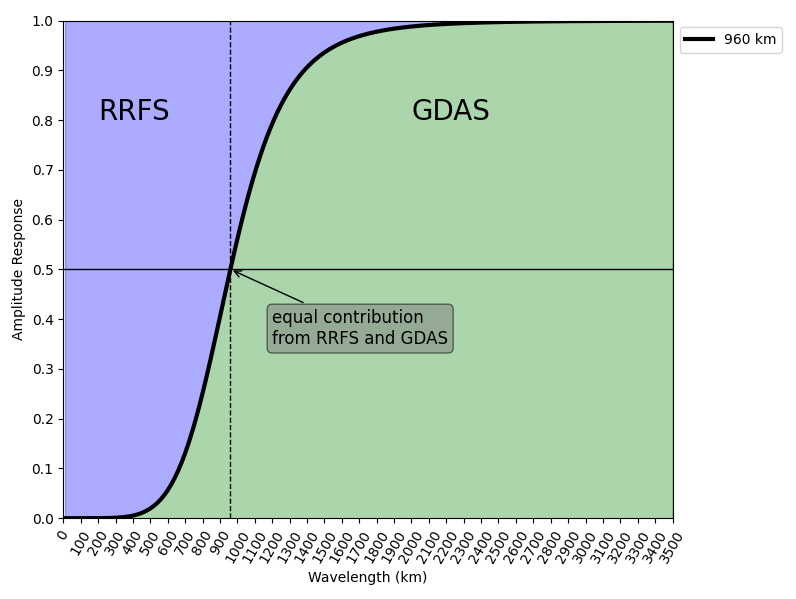 960 km
RRFS
GDAS
equal contribution
from RRFS and GDAS
Amplitude Response
1.0
0.9
0.8
0.7
0.6
0.5
0.4
0.3
0.2
0.1
0.0
0 100 200 300 400 500 600 700 800 900 1000 1100 1200 1300 1400 1500 1600 1700 1800 1900 2000 2100 2200 2300 2400 2500 2600 2700 2800 2900 3000 3100 3200 3300 3400 3500
Wavelength (km)